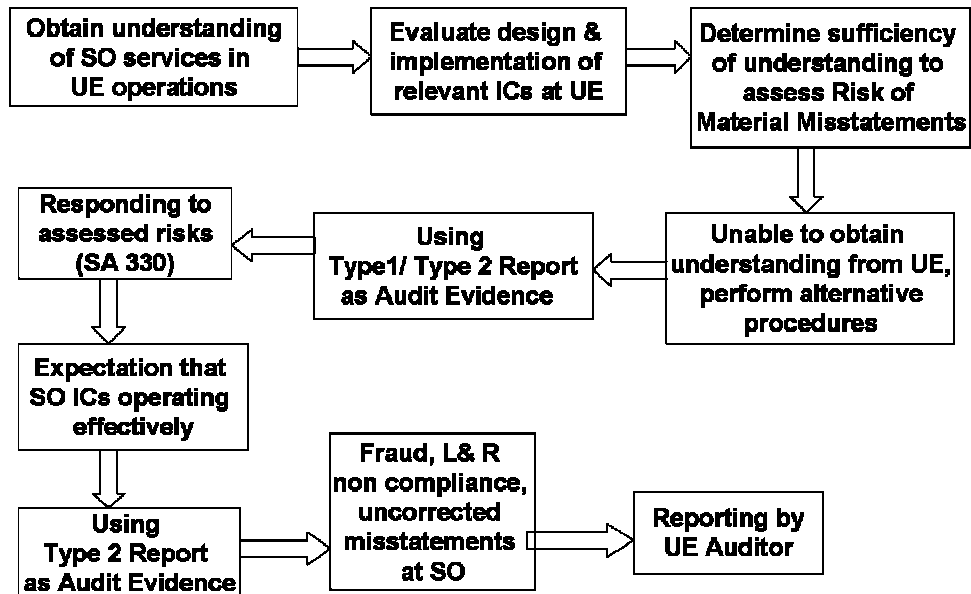 Obtain understanding
of SO services in
UE operations
Evaluate design &
implementation of
relevant ICs at UE
Determine sufficiency
of understanding to
assess Risk of
Material Misstatements
Unable to obtain
understanding from UE,
perform alternative
procedures
Using
Type1/ Type 2 Report
as Audit Evidence
Responding to
assessed risks
(SA 330)
Expectation that
SO ICs operating
effectively
Using
Type 2 Report
as Audit Evidence
Fraud, L& R
non compliance,
uncorrected
misstatements
at SO
Reporting by
UE Auditor